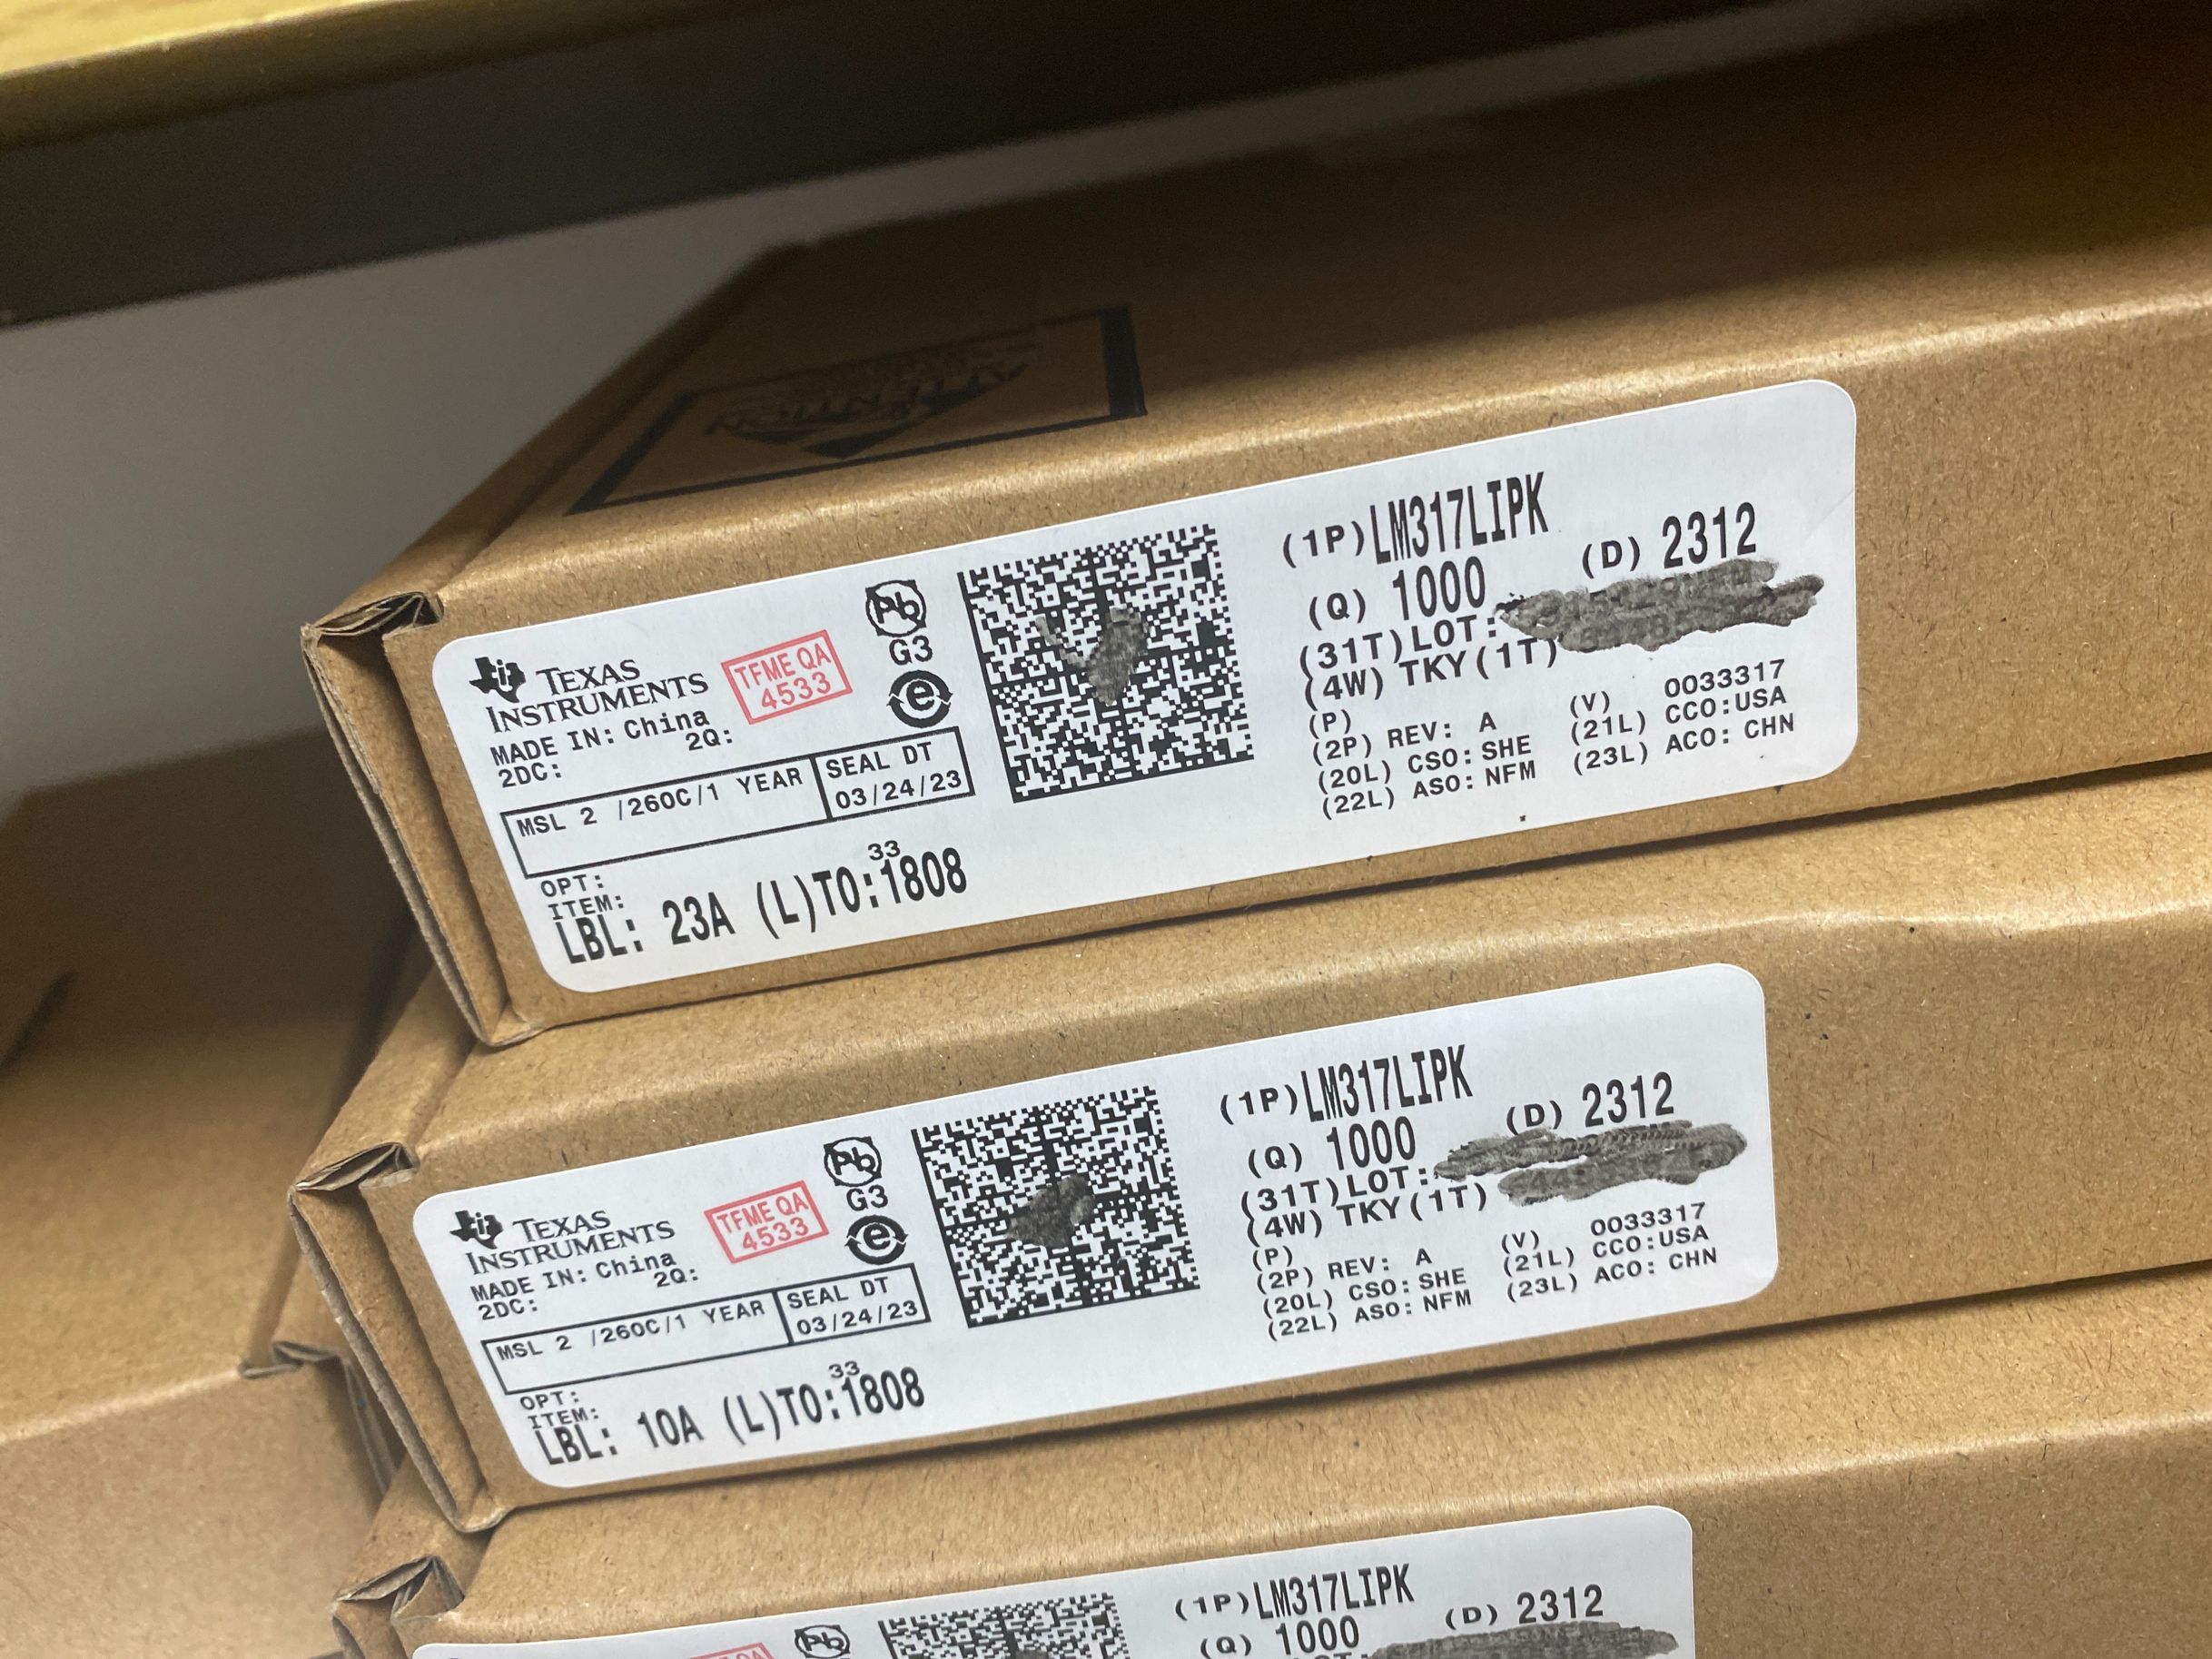 ATTENTION
TEXAS
INSTRUMENTS
MADE IN: China
2DC: 2Q:
TFME QA
4533
Pb
G3
e
MSL 2 /260C/1 YEAR
SEAL DT
03/24/23
OPT:
ITEM:
33
LBL: 23A (L)TO:1808
(1P)LM317LIPK
(Q) 1000 (D) 2312
(31T)LOT:
(4W) TKY(1T)
(P)
(V) 0033317
(2P) REV: A
(21L) CCO:USA
(20L) CSO:SHE
(23L) ACO: CHN
(22L) ASO:NFM
TEXAS
INSTRUMENTS
MADE IN: China
2DC: 2Q:
TFME QA
4533
Pb
G3
e
MSL 2 /260C/1 YEAR
SEAL DT
03/24/23
OPT:
ITEM:
33
LBL: 10A (L)TO:1808
(1P)LM317LIPK
(Q) 1000 (D) 2312
(31T)LOT:
(4W) TKY(1T)
(P)
(V) 0033317
(2P) REV: A
(21L) CCO:USA
(20L) CSO:SHE
(23L) ACO: CHN
(22L) ASO:NFM
Pb
(1P)LM317LIPK
(Q) 1000 (D) 2312